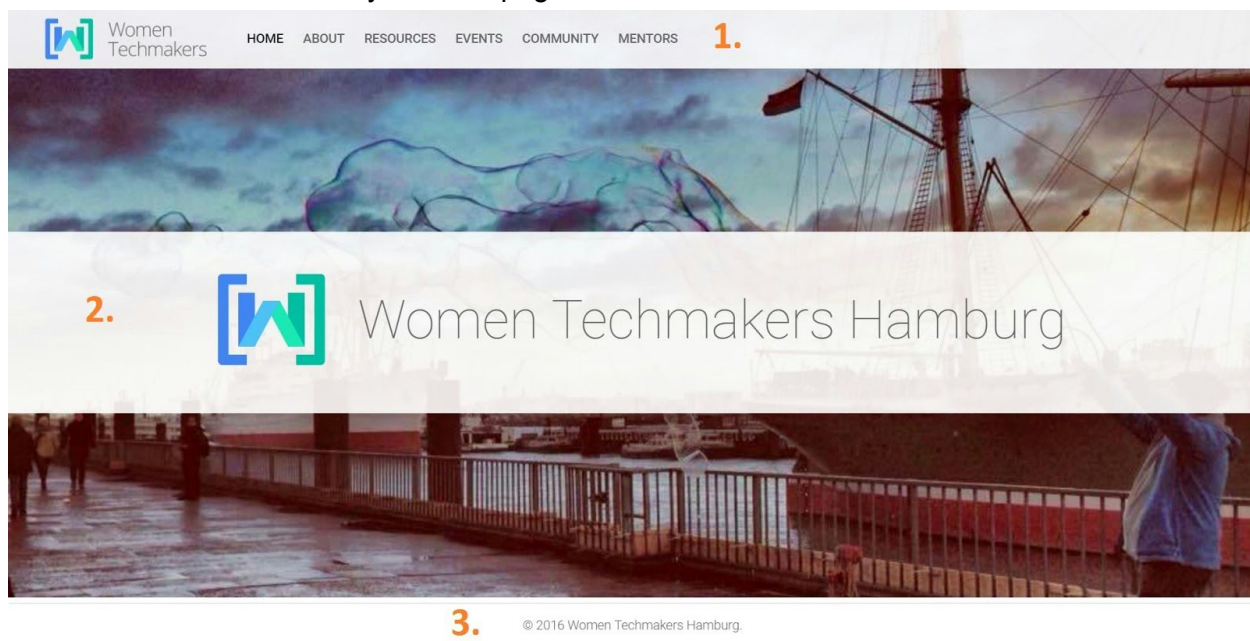 Women
Techmakers
HOME ABOUT RESOURCES EVENTS COMMUNITY MENTORS
1.
2.
Women Techmakers Hamburg
3.
© 2016 Women Techmakers Hamburg.